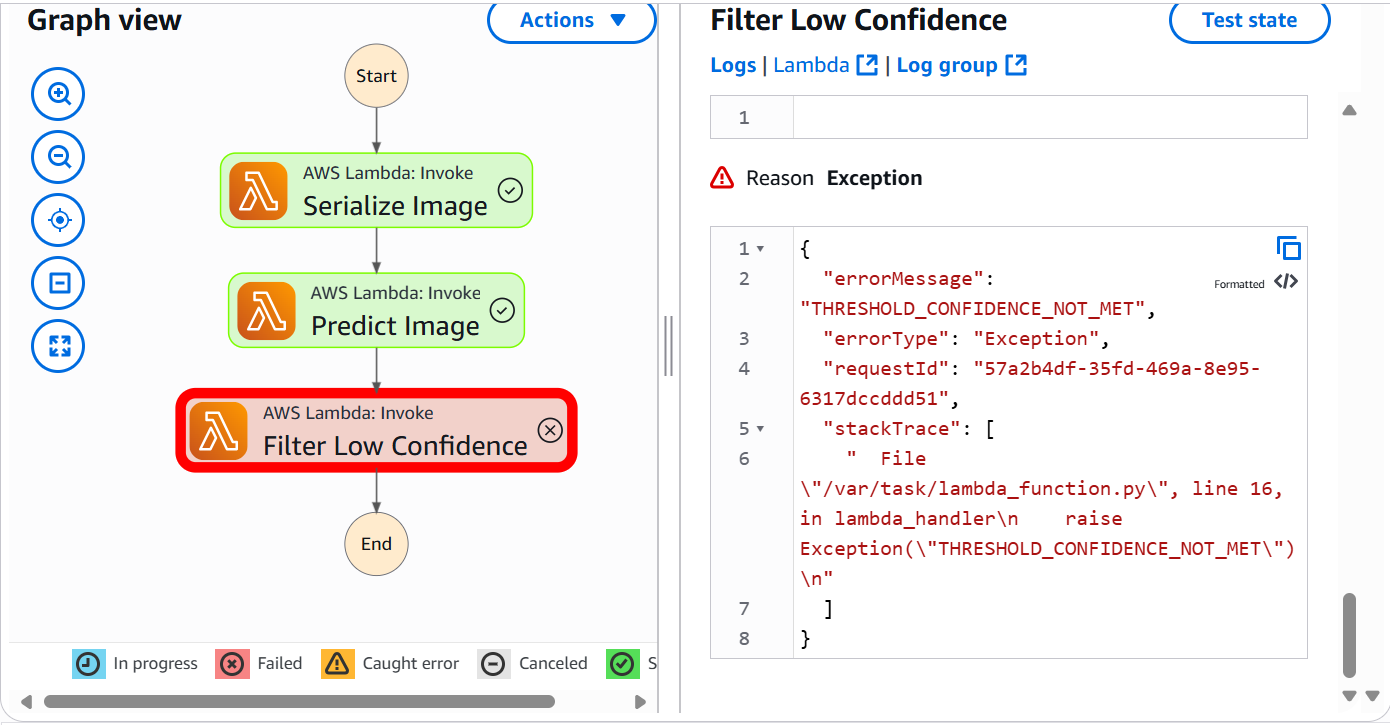 Graph view
Actions
Start
AWS Lambda: Invoke
Serialize Image
AWS Lambda: Invoke
Predict Image
AWS Lambda: Invoke
Filter Low Confidence
End
In progress
Failed
Caught error
Canceled
S
Filter Low Confidence
Test state
Logs | Lambda | Log group
1
Reason Exception
Formatted
1 {
2 "errorMessage":
"THRESHOLD_CONFIDENCE_NOT_MET",
3 "errorType": "Exception",
4 "requestId": "57a2b4df-35fd-469a-8e95-
6317dccddd51",
5 "stackTrace": [
6 "  File
\"/var/task/lambda_function.py\", line 16,
in lambda_handler\n    raise
Exception(\"THRESHOLD_CONFIDENCE_NOT_MET\")
\n"
7 ]
8 }